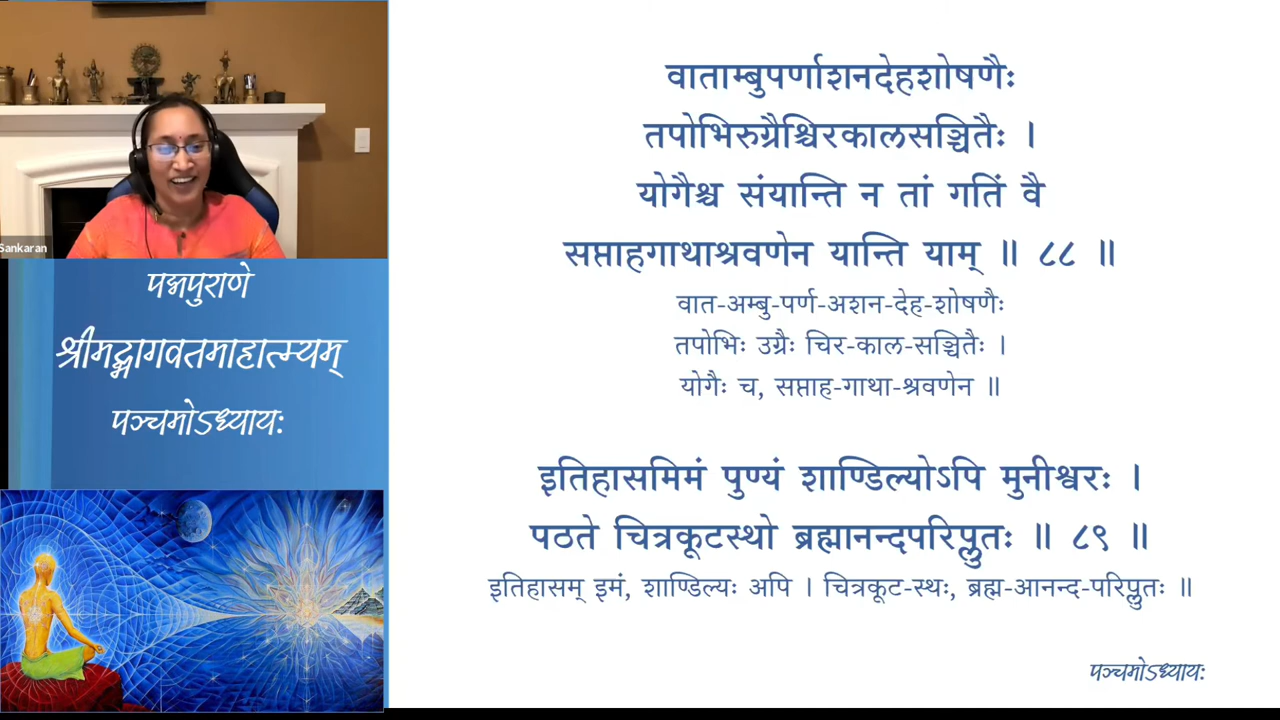 Sankaran
पद्मपुराणे
श्रीमद्भागवतमाहात्म्यम्
पञ्चमोऽध्यायः
वाताम्बुपर्णाशनदेहशोषणैः
तपोभिरुग्रैश्चिरकालसञ्चितैः ।
योगैश्च संयान्ति न तां गतिं वै
सप्ताहगाथाश्रवणेन यान्ति याम् ॥ ८८ ॥
वात-अम्बु-पर्ण-अशन-देह-शोषणैः
तपोभिः उग्रैः चिर-काल-सञ्चितैः ।
योगैः च, सप्ताह-गाथा-श्रवणेन ॥
इतिहासमिमं पुण्यं शाण्डिल्योऽपि मुनीश्वरः ।
पठते चित्रकूटस्थो ब्रह्मानन्दपरिप्लुतः ॥ ८९ ॥
इतिहासम् इमं, शाण्डिल्यः अपि । चित्रकूट-स्थः, ब्रह्म-आनन्द-परिप्लुतः ॥
पञ्चमोऽध्यायः